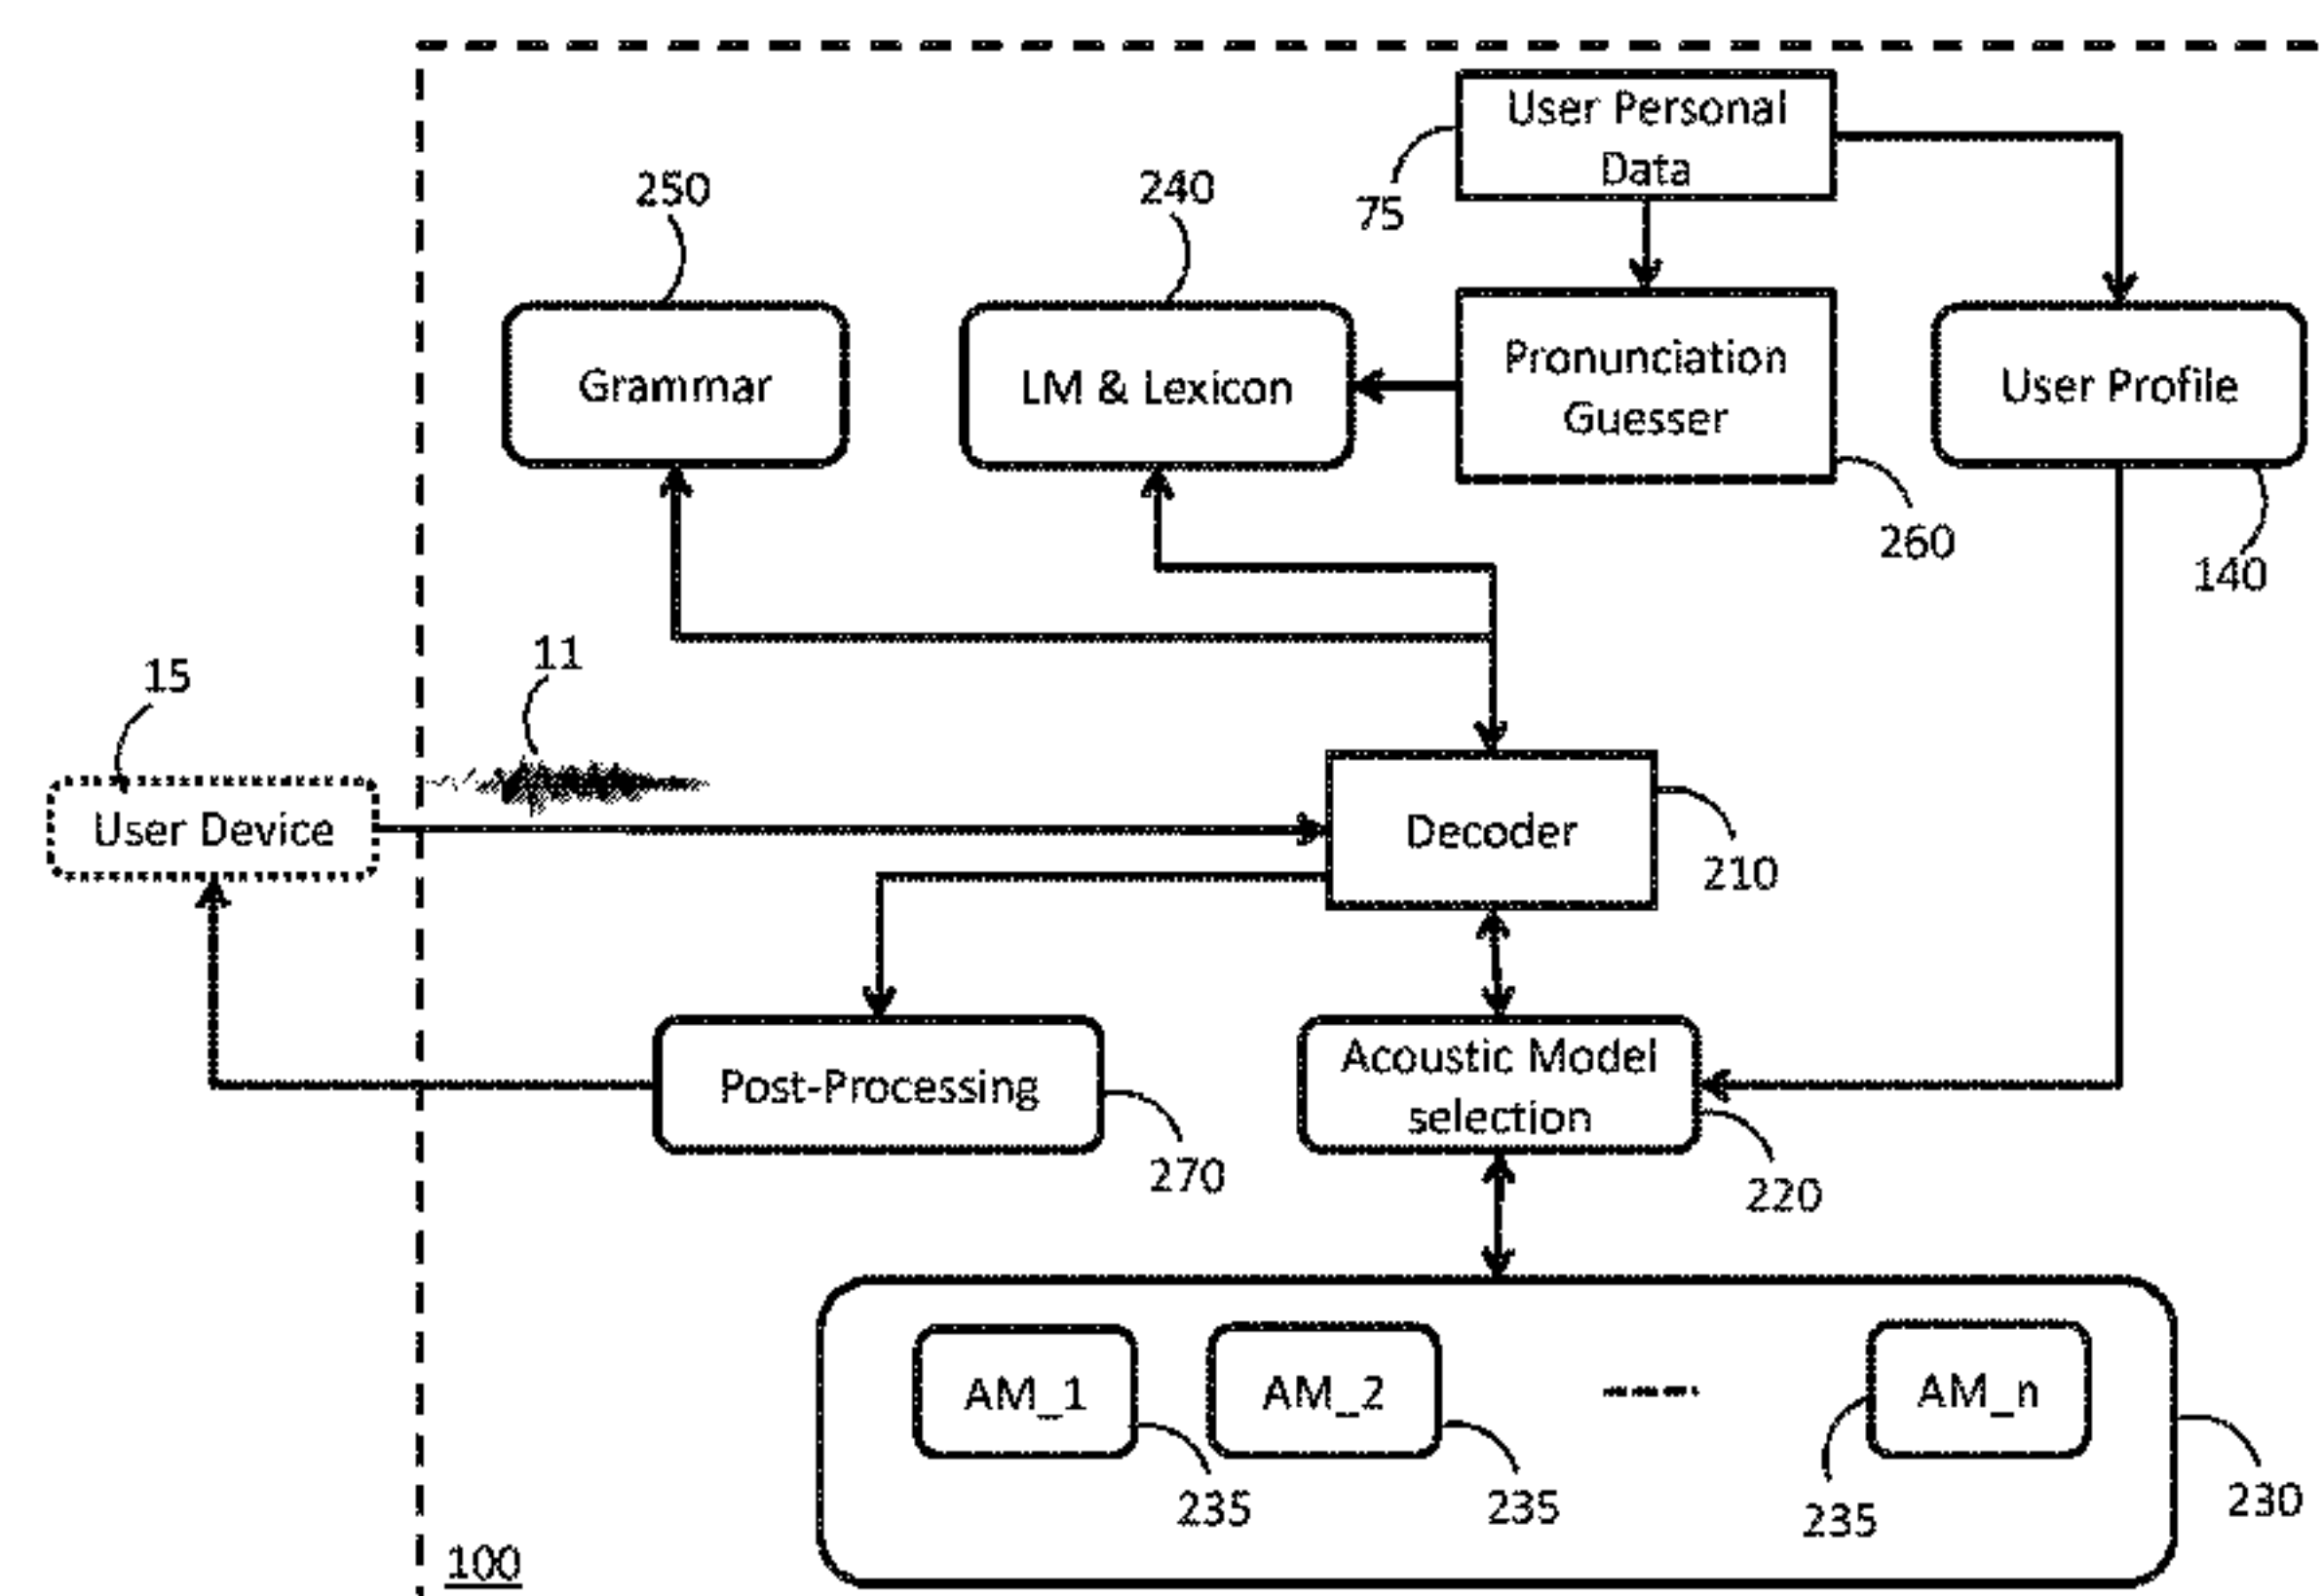 User Personal
Data
75
250
240
Grammar
LM & Lexicon
Pronunciation
Guesser
User Profile
260
140
15
11
User Device
Decoder
210
Post-Processing
Acoustic Model
selection
270
220
AM_1
AM_2
AM_n
235
235
235
230
100